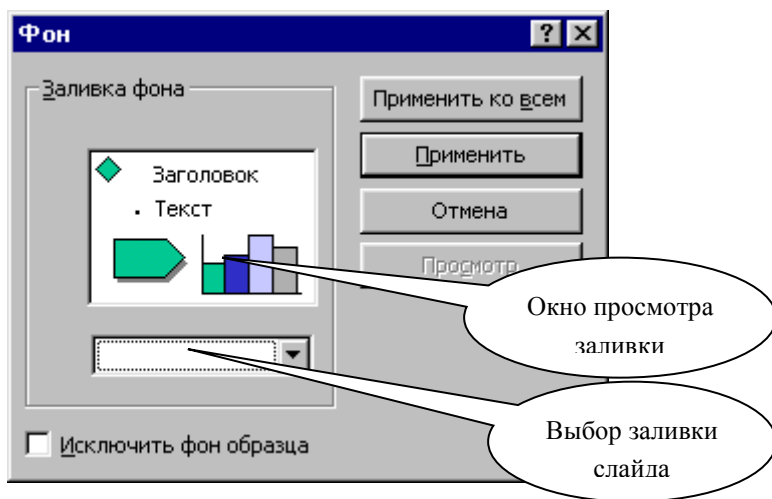 Фон
Заливка фона
Заголовок
Текст
Применить ко всем
Применить
Отмена
Просмотр
Окно просмотра
заливки
Выбор заливки
слайда
Исключить фон образца